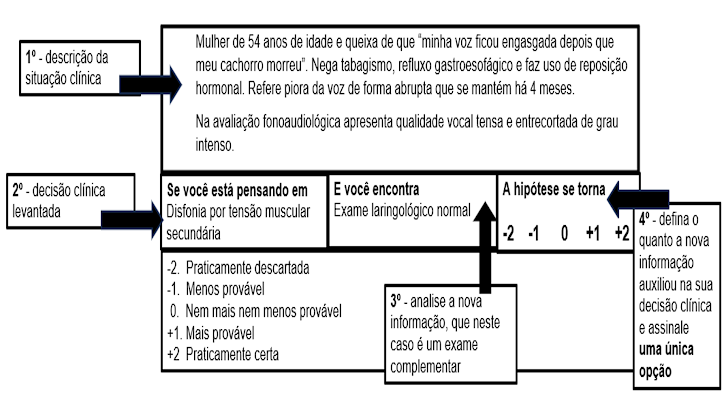 1º - descrição da
situação clínica
Mulher de 54 anos de idade e queixa de que “minha voz ficou engasgada depois que
meu cachorro morreu”. Nega tabagismo, refluxo gastroesofágico e faz uso de reposição
hormonal. Refere piora da voz de forma abrupta que se mantém há 4 meses.
Na avaliação fonoaudiológica apresenta qualidade vocal tensa e entrecortada de grau
intenso.
2º - decisão clínica
levantada
Se você está pensando em
Disfonia por tensão muscular
secundária
E você encontra
Exame laringológico normal
A hipótese se torna
-2 -1 0 +1 +2
-2. Praticamente descartada
-1. Menos provável
0. Nem mais nem menos provável
+1. Mais provável
+2 Praticamente certa
3º - analise a nova
informação, que neste
caso é um exame
complementar
4º - defina o
quanto a nova
informação
auxiliou na sua
decisão clínica
e assinale
uma única
opção